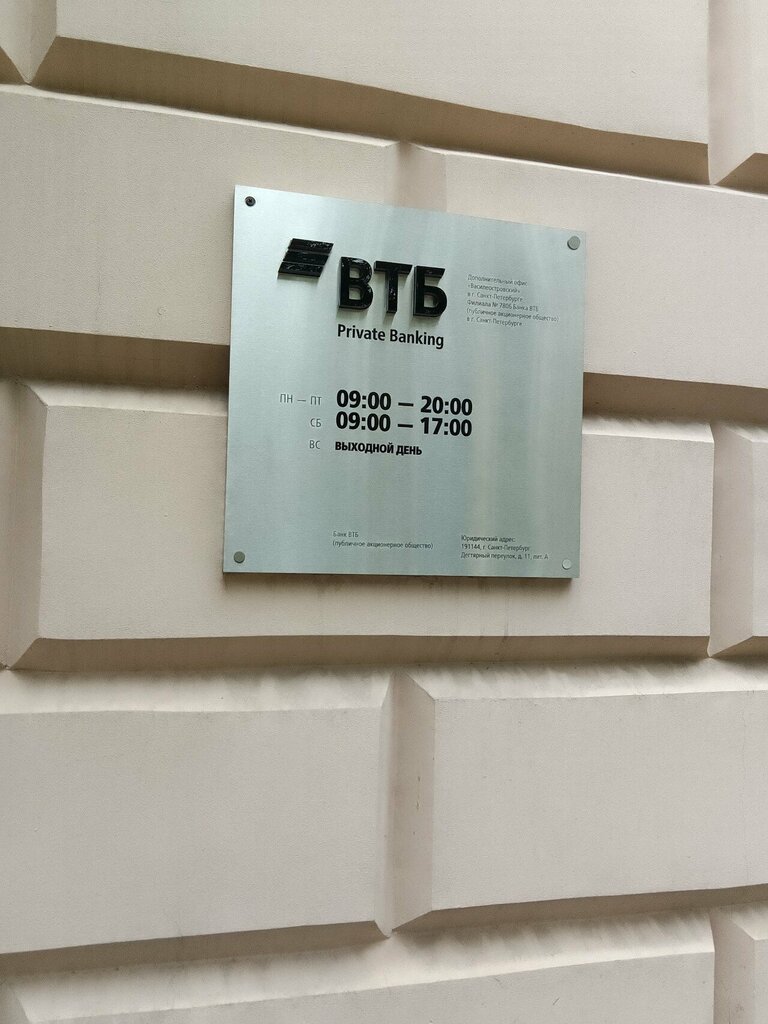 ВТБ
Private Banking
Дополнительный офис
«Василеостровский»
в г. Санкт-Петербурге
Филиала № 7806 Банка ВТБ
(публичное акционерное общество)
в г. Санкт-Петербурге
ПН — ПТ 09:00 — 20:00
СБ 09:00 — 17:00
ВС ВЫХОДНОЙ ДЕНЬ
Банк ВТБ
(публичное акционерное общество)
Юридический адрес:
191144, г. Санкт-Петербург
Дегтярный переулок, д. 11, лит. А